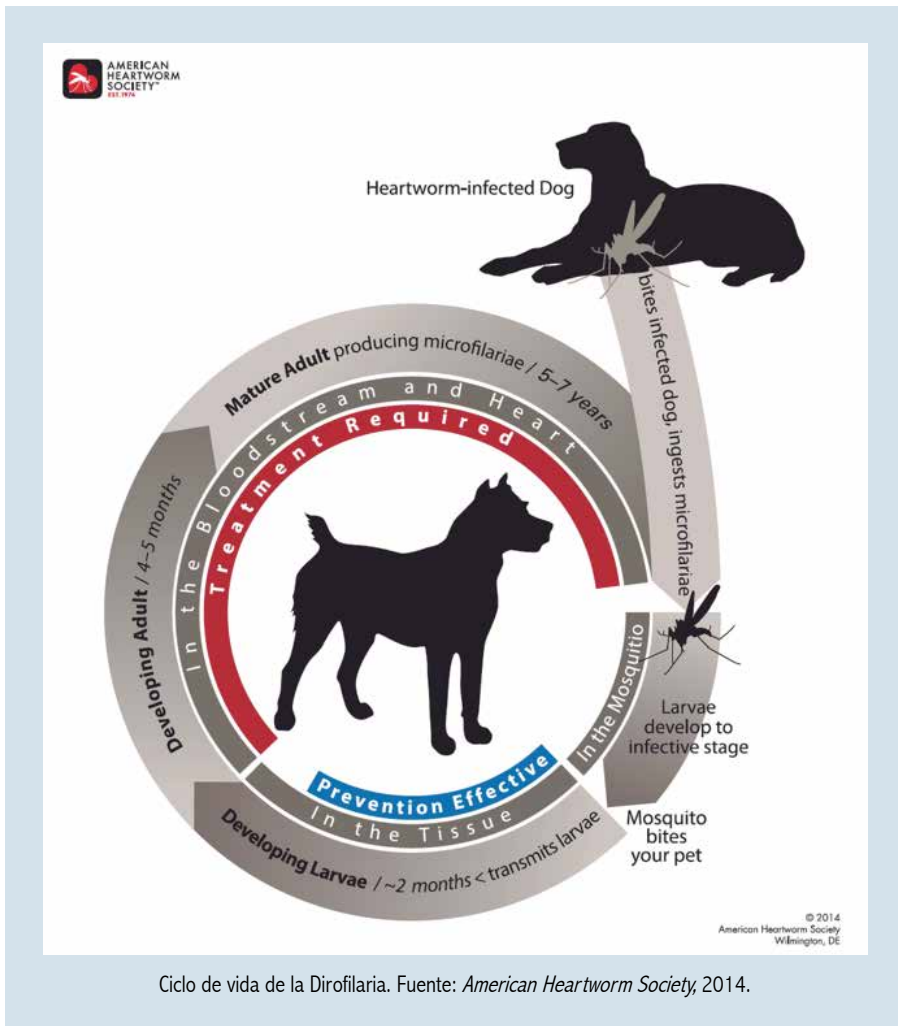 AMERICAN
HEARTWORM
SOCIETY™
EST. 1974
Heartworm-infected Dog
bites infected dog, ingests microfilariae
Mature Adult producing microfilariae / 5–7 years
In the Bloodstream and Heart
Treatment Required
Developing Adult / 4–5 months
In the Mosquitio
Larvae
develop to
infective stage
Prevention Effective
In the Tissue
Developing Larvae / ~2 months < transmits larvae
Mosquito
bites
your pet
© 2014
American Heartworm Society
Wilmington, DE
Ciclo de vida de la Dirofilaria. Fuente: American Heartworm Society, 2014.